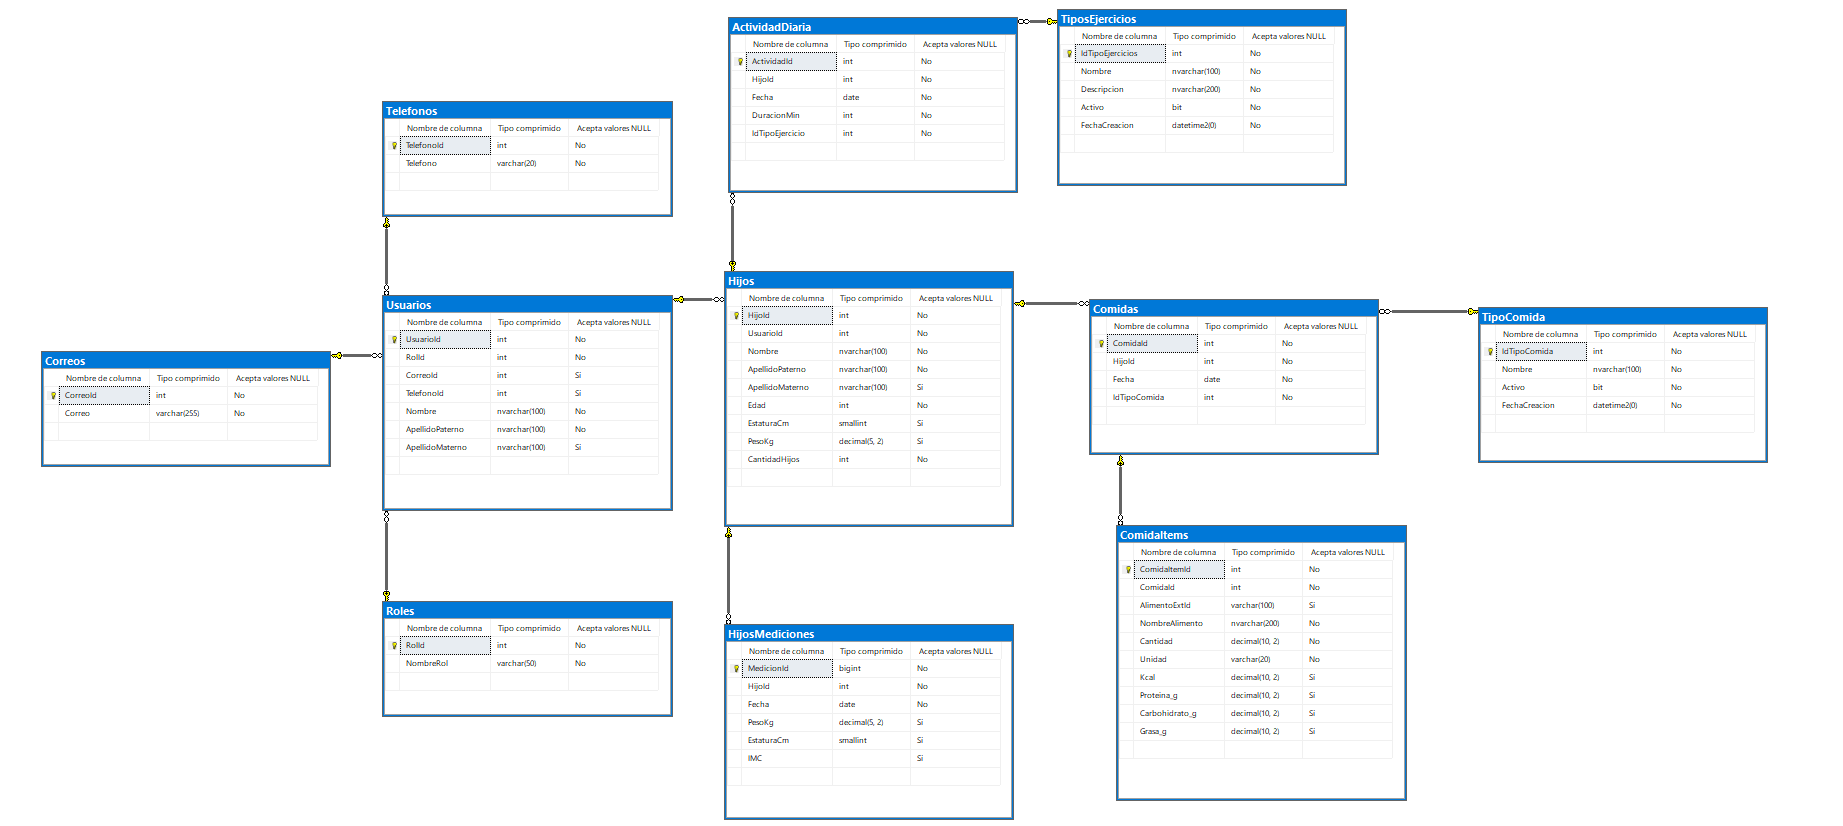 ActividadDiaria
Nombre de columna Tipo comprimido Acepta valores NULL
ActividadId int No
HijoId int No
Fecha date No
DuracionMin int No
IdTipoEjercicio int No
TiposEjercicios
Nombre de columna Tipo comprimido Acepta valores NULL
IdTipoEjercicios int No
Nombre nvarchar(100) No
Descripcion nvarchar(200) No
Activo bit No
FechaCreacion datetime2(0) No
Telefonos
Nombre de columna Tipo comprimido Acepta valores NULL
TelefonoId int No
Telefono varchar(20) No
Usuarios
Nombre de columna Tipo comprimido Acepta valores NULL
UsuarioId int No
RolId int No
CorreoId int Si
TelefonoId int Si
Nombre nvarchar(100) No
ApellidoPaterno nvarchar(100) No
ApellidoMaterno nvarchar(100) Si
Correos
Nombre de columna Tipo comprimido Acepta valores NULL
CorreoId int No
Correo varchar(255) No
Roles
Nombre de columna Tipo comprimido Acepta valores NULL
RolId int No
NombreRol varchar(50) No
Hijos
Nombre de columna Tipo comprimido Acepta valores NULL
HijoId int No
UsuarioId int No
Nombre nvarchar(100) No
ApellidoPaterno nvarchar(100) No
ApellidoMaterno nvarchar(100) Si
Edad int No
EstaturaCm smallint Si
PesoKg decimal(5, 2) Si
CantidadHijos int No
HijosMediciones
Nombre de columna Tipo comprimido Acepta valores NULL
MedicionId bigint No
HijoId int No
Fecha date No
PesoKg decimal(5, 2) Si
EstaturaCm smallint Si
IMC Si
Comidas
Nombre de columna Tipo comprimido Acepta valores NULL
ComidaId int No
HijoId int No
Fecha date No
IdTipoComida int No
TipoComida
Nombre de columna Tipo comprimido Acepta valores NULL
IdTipoComida int No
Nombre nvarchar(100) No
Activo bit No
FechaCreacion datetime2(0) No
ComidaItems
Nombre de columna Tipo comprimido Acepta valores NULL
ComidaItemId int No
ComidaId int No
AlimentoExtId varchar(100) Si
NombreAlimento nvarchar(200) No
Cantidad decimal(10, 2) No
Unidad varchar(20) No
Kcal decimal(10, 2) Si
Proteina_g decimal(10, 2) Si
Carbohidrato_g decimal(10, 2) Si
Grasa_g decimal(10, 2) Si